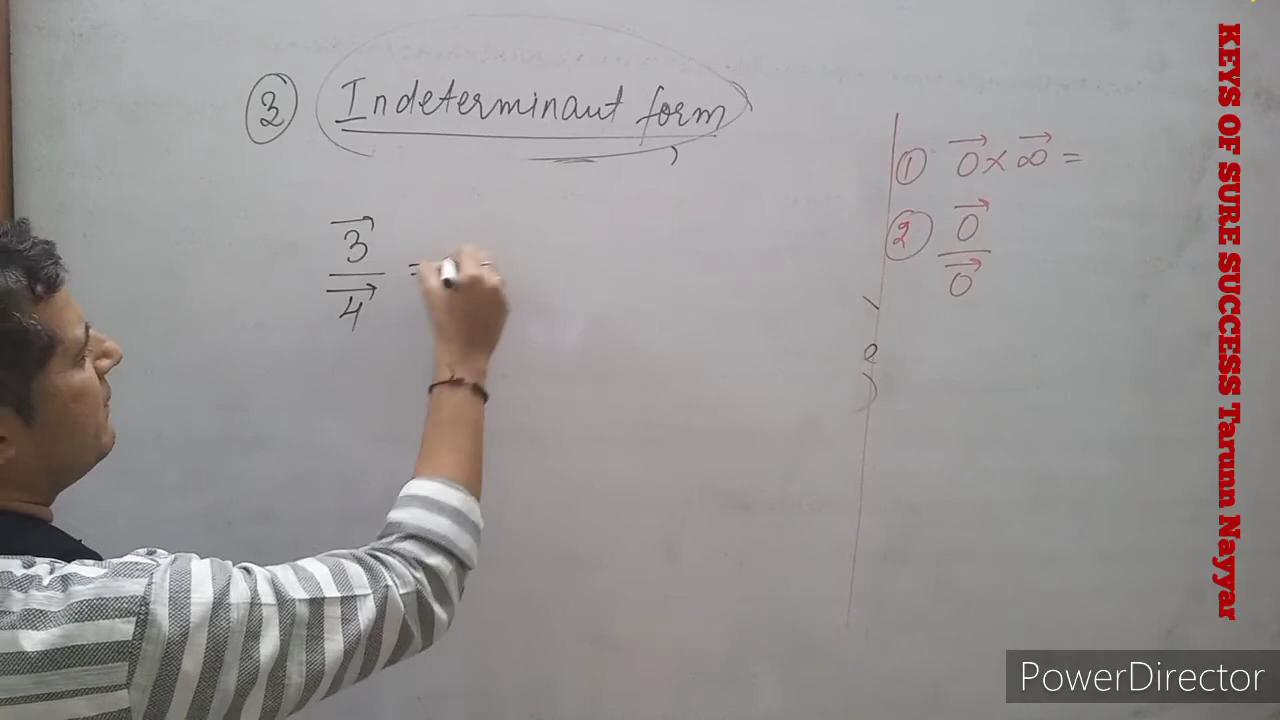 ③ Indeterminant form
→3
→4 =
① →0 × →∞ =
② →0
→0
KEYS OF SURE SUCCESS Tarunn Nayyar
PowerDirector